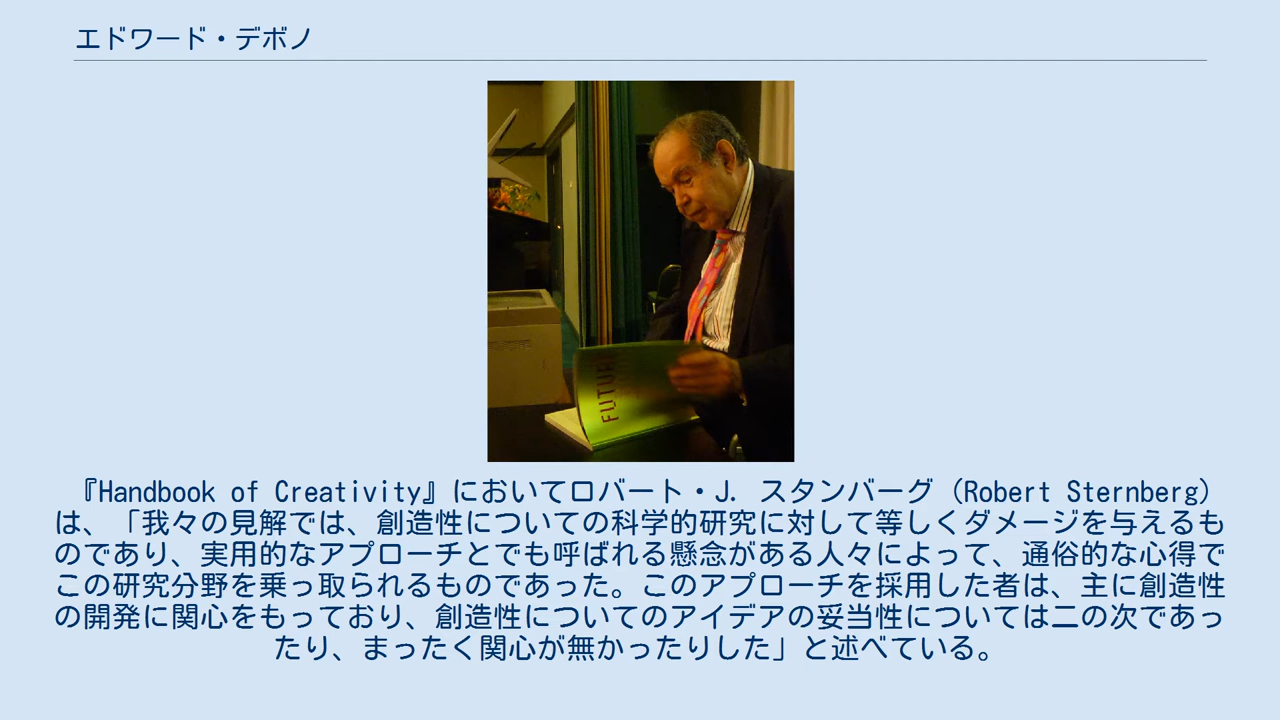 エドワード・デボノ
FUTUR
『Handbook of Creativity』においてロバート・J. スタンバーグ（Robert Sternberg）
は、「我々の見解では、創造性についての科学的研究に対して等しくダメージを与えるも
のであり、実用的なアプローチとでも呼ばれる懸念がある人々によって、通俗的な心得で
この研究分野を乗っ取られるものであった。このアプローチを採用した者は、主に創造性
の開発に関心をもっており、創造性についてのアイデアの妥当性については二の次であっ
たり、まったく関心が無かったりした」と述べている。